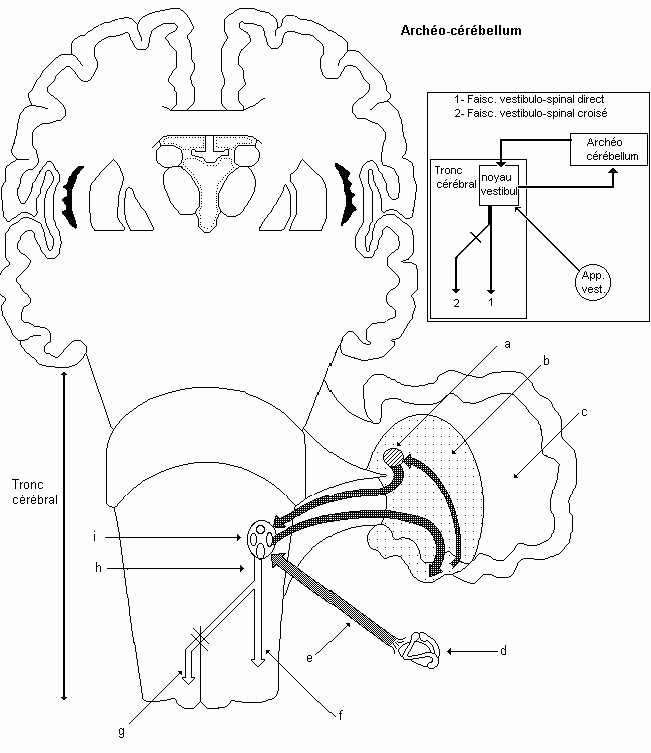 Archéo-cérébellum
1- Faisc. vestibulo-spinal direct
2- Faisc. vestibulo-spinal croisé
Archéo
cérébellum
Tronc
cérébral
noyau
vestibul
App.
vest.
2
1
a
b
c
Tronc
cérébral
i
h
e
d
g
f